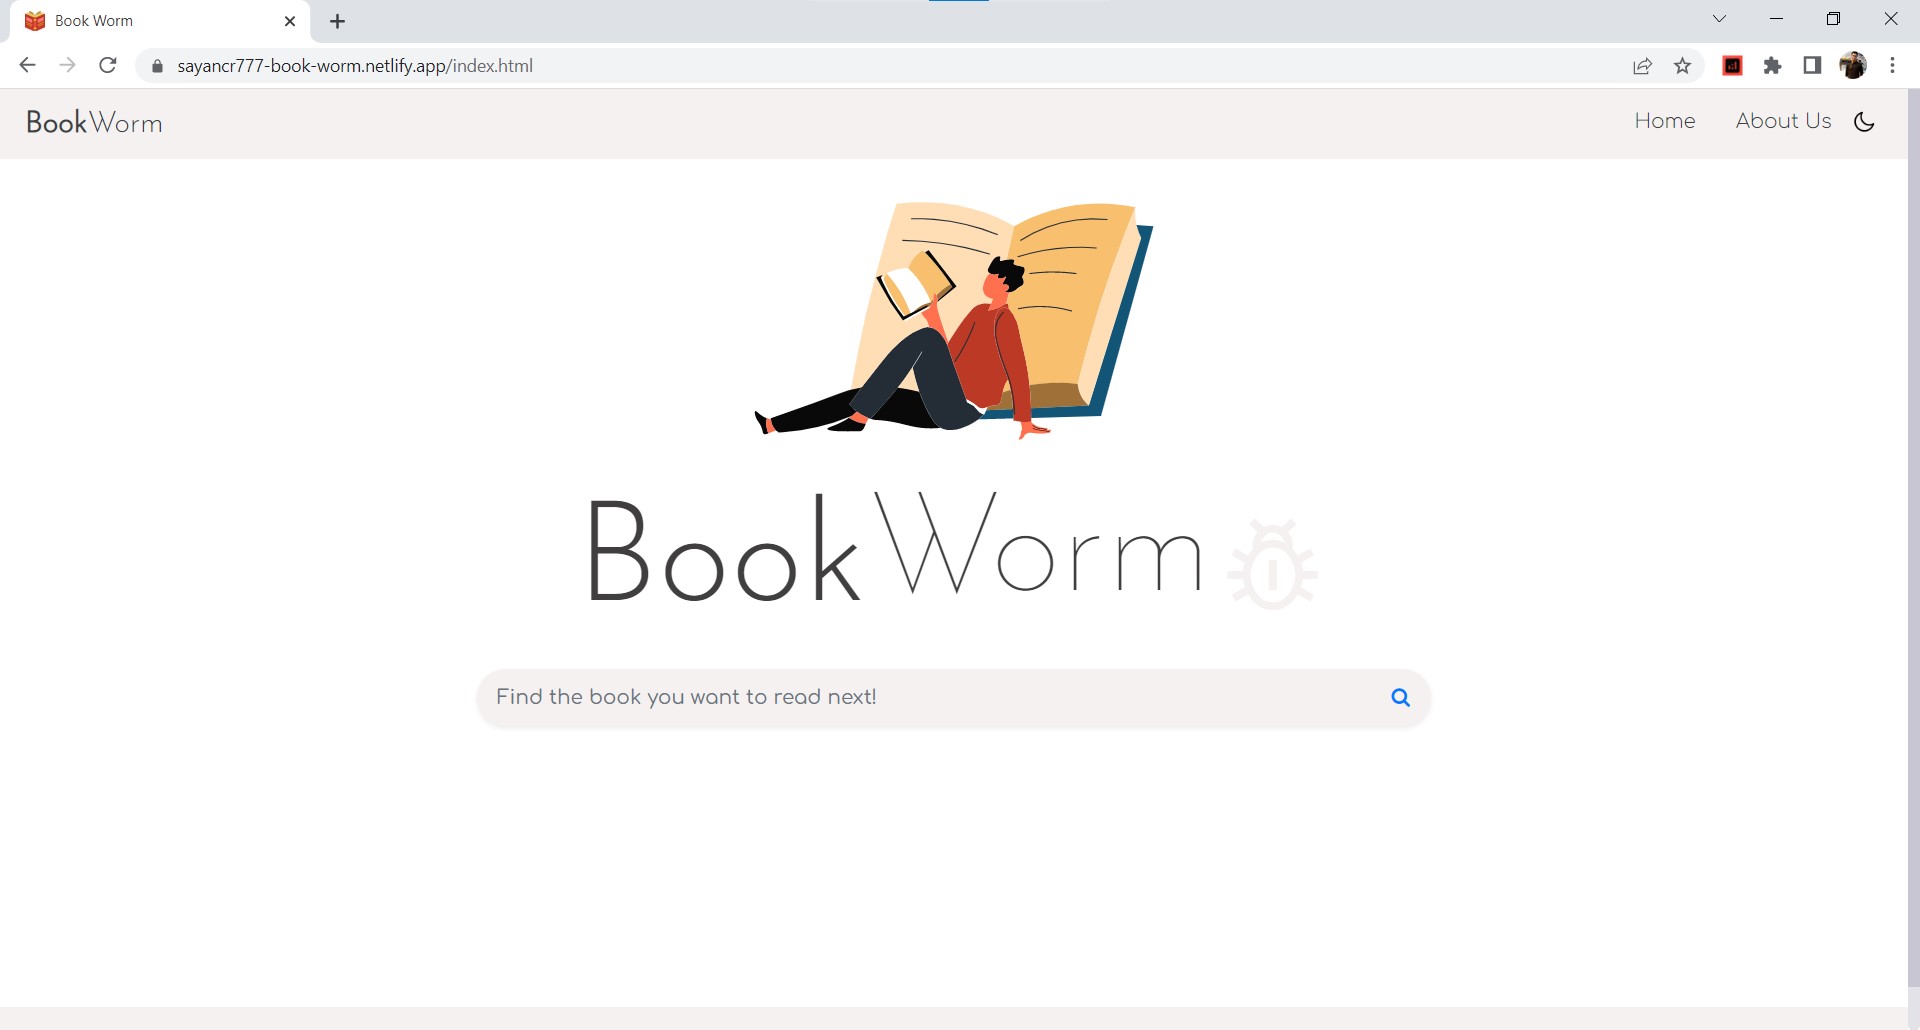 Book Worm
sayancr777-book-worm.netlify.app/index.html
BookWorm
Home
About Us
BookWorm
Find the book you want to read next!